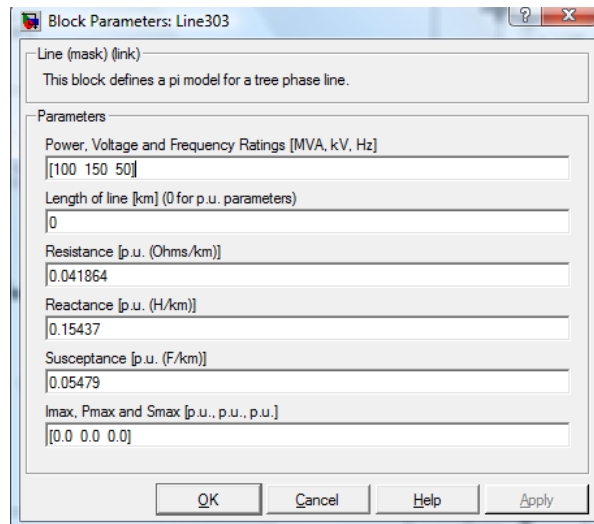 Block Parameters: Line303
Line (mask) (link)
This block defines a pi model for a tree phase line.
Parameters
Power, Voltage and Frequency Ratings [MVA, kV, Hz]
[100 150 50]
Length of line [km] (0 for p.u. parameters)
0
Resistance [p.u. (Ohms/km)]
0.041864
Reactance [p.u. (H/km)]
0.15437
Susceptance [p.u. (F/km)]
0.05479
Imax, Pmax and Smax [p.u., p.u., p.u.]
[0.0 0.0 0.0]
OK Cancel Help Apply